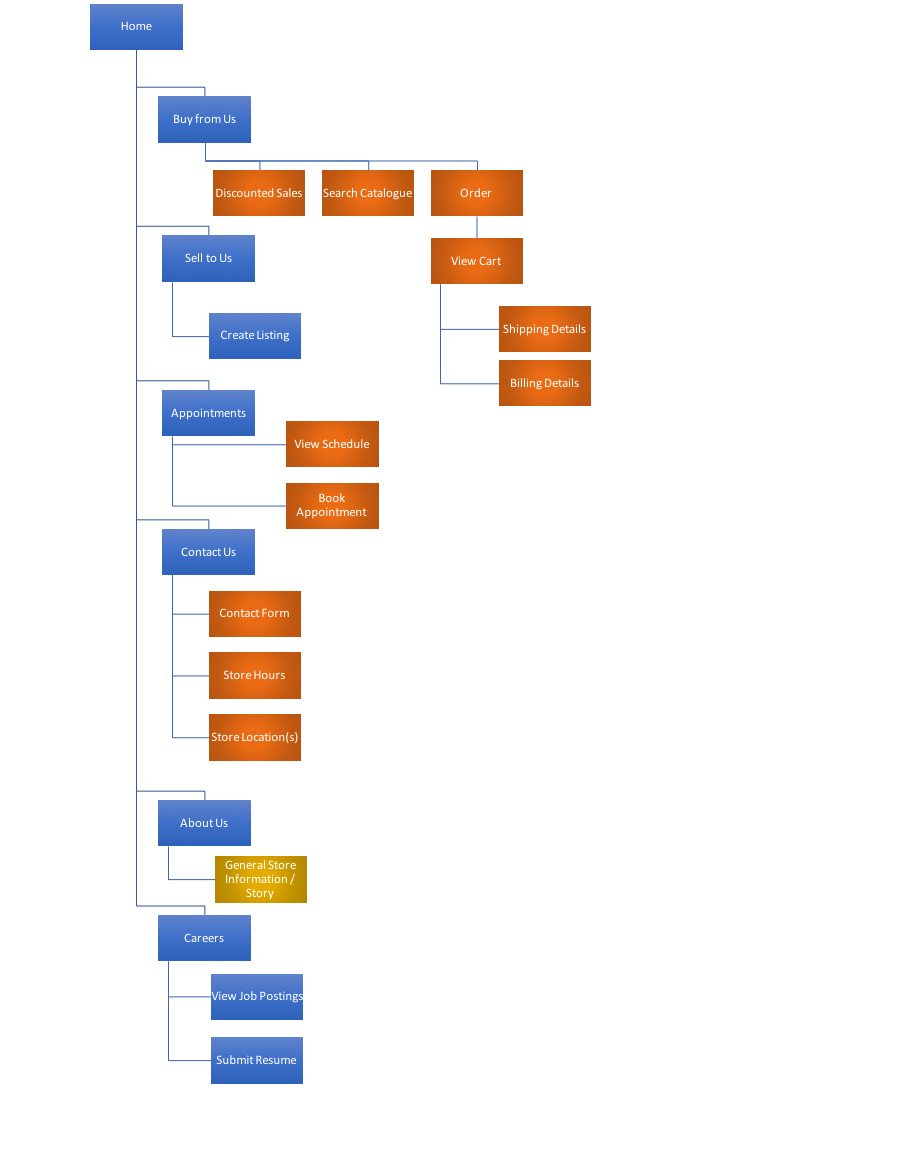 Home
Buy from Us
Discounted Sales
Search Catalogue
Order
Sell to Us
View Cart
Create Listing
Shipping Details
Billing Details
Appointments
View Schedule
Book
Appointment
Contact Us
Contact Form
Store Hours
Store Location(s)
About Us
General Store
Information /
Story
Careers
View Job Postings
Submit Resume